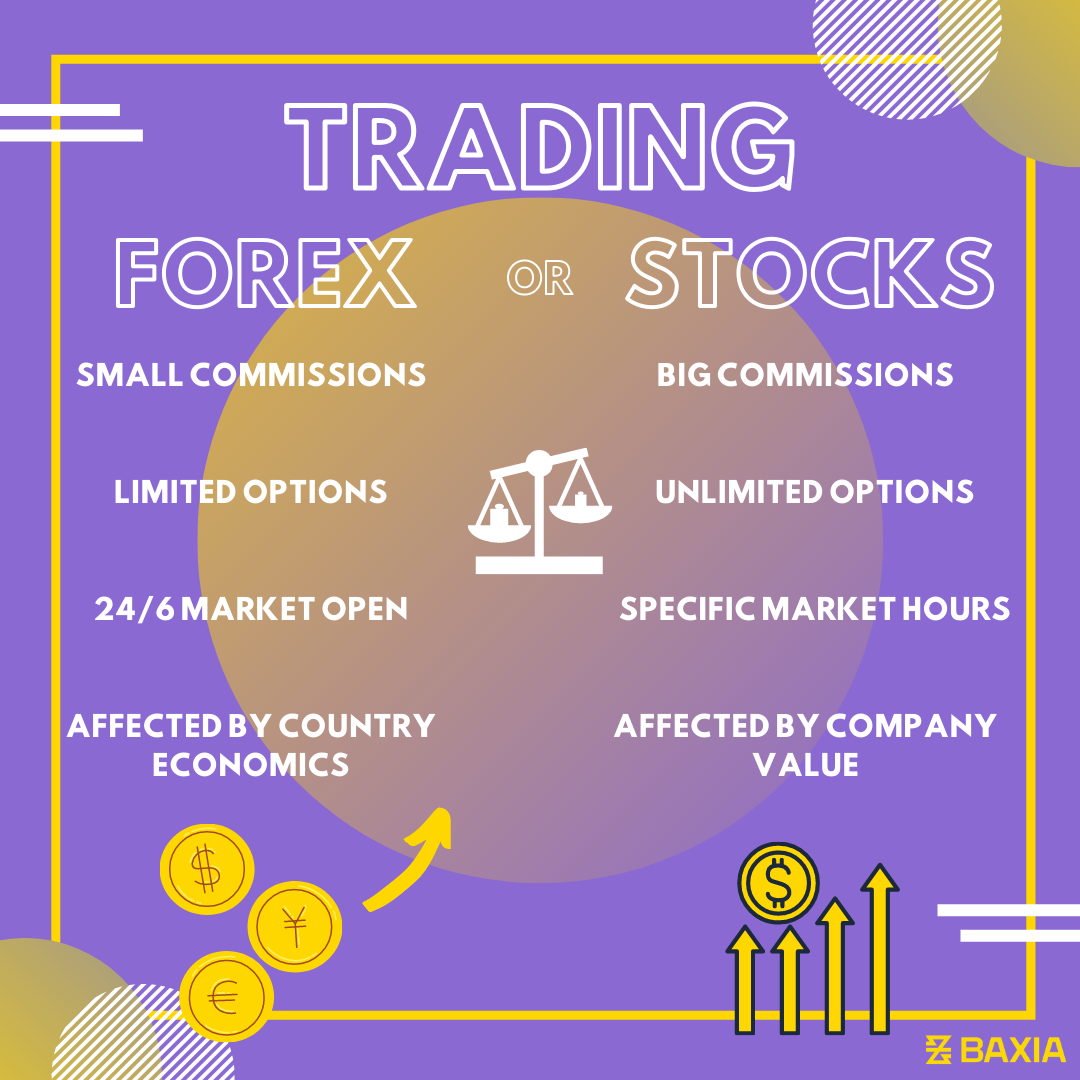 TRADING
FOREX OR STOCKS
SMALL COMMISSIONS
BIG COMMISSIONS
LIMITED OPTIONS
UNLIMITED OPTIONS
24/6 MARKET OPEN
SPECIFIC MARKET HOURS
AFFECTED BY COUNTRY
ECONOMICS
AFFECTED BY COMPANY
VALUE
$
¥
€
$
BAXIA